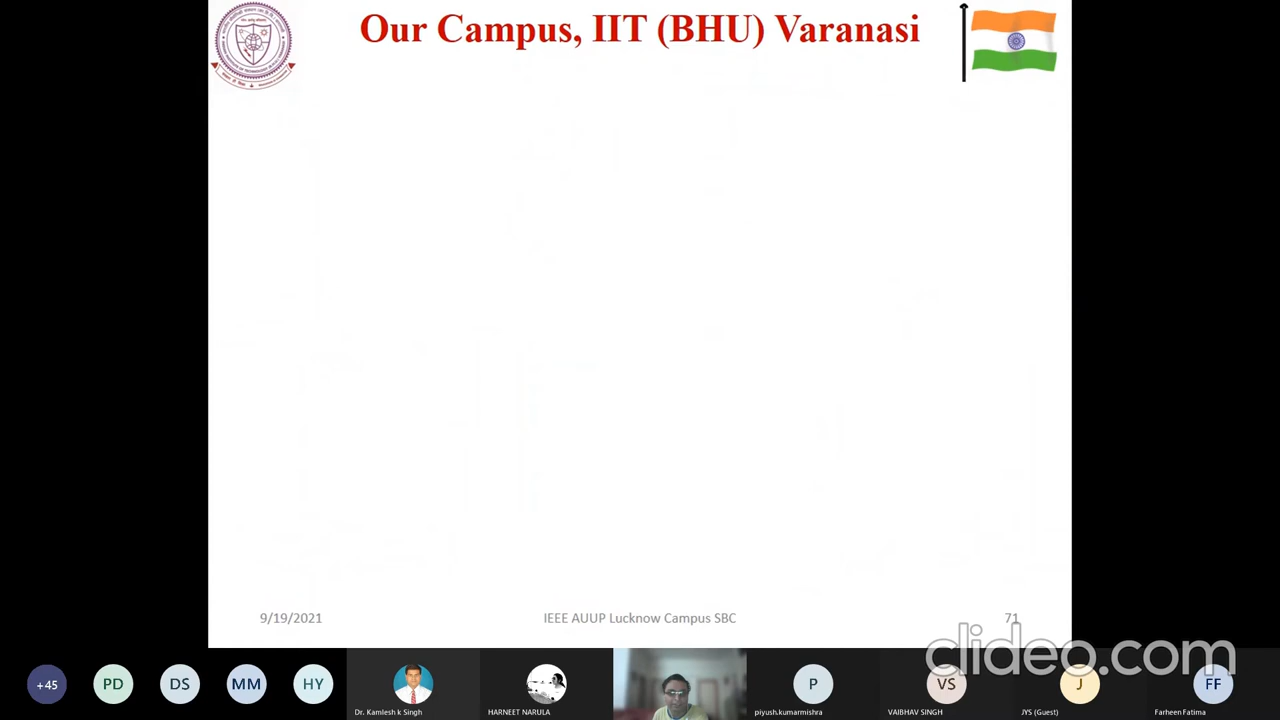 Our Campus, IIT (BHU) Varanasi
9/19/2021
IEEE AUUP Lucknow Campus SBC
71
clideo.com
+45
PD
DS
MM
HY
Dr. Kamlesh k Singh
HARNEET NARULA
P
piyush.kumarmishra
VS
VAIBHAV SINGH
J
JYS (Guest)
FF
Farheen Fatima